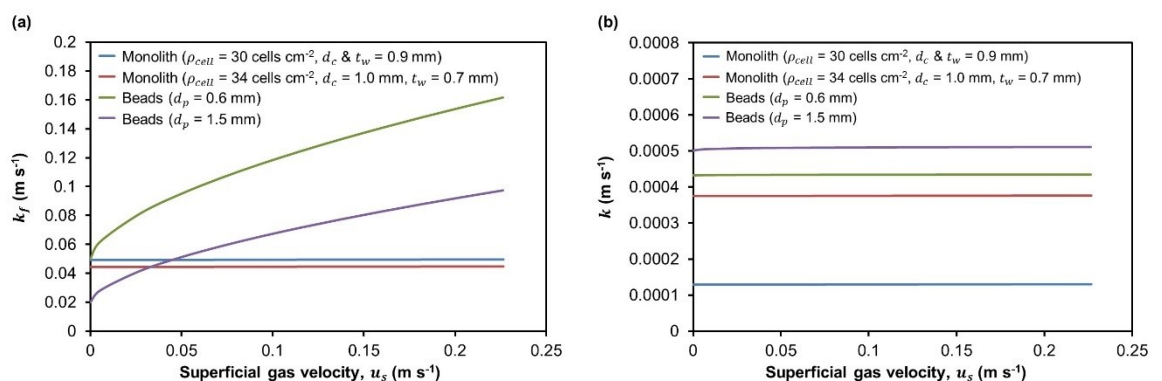 (a)
0.2
0.18
0.16
0.14
0.12
0.1
0.08
0.06
0.04
0.02
0
k_f (m s⁻¹)
Monolith (ρ_cell = 30 cells cm⁻², d_c & t_w = 0.9 mm)
Monolith (ρ_cell = 34 cells cm⁻², d_c = 1.0 mm, t_w = 0.7 mm)
Beads (d_p = 0.6 mm)
Beads (d_p = 1.5 mm)
0 0.05 0.1 0.15 0.2 0.25
Superficial gas velocity, u_s (m s⁻¹)
(b)
0.0008
0.0007
0.0006
0.0005
0.0004
0.0003
0.0002
0.0001
0
k (m s⁻¹)
Monolith (ρ_cell = 30 cells cm⁻², d_c & t_w = 0.9 mm)
Monolith (ρ_cell = 34 cells cm⁻², d_c = 1.0 mm, t_w = 0.7 mm)
Beads (d_p = 0.6 mm)
Beads (d_p = 1.5 mm)
0 0.05 0.1 0.15 0.2 0.25
Superficial gas velocity, u_s (m s⁻¹)